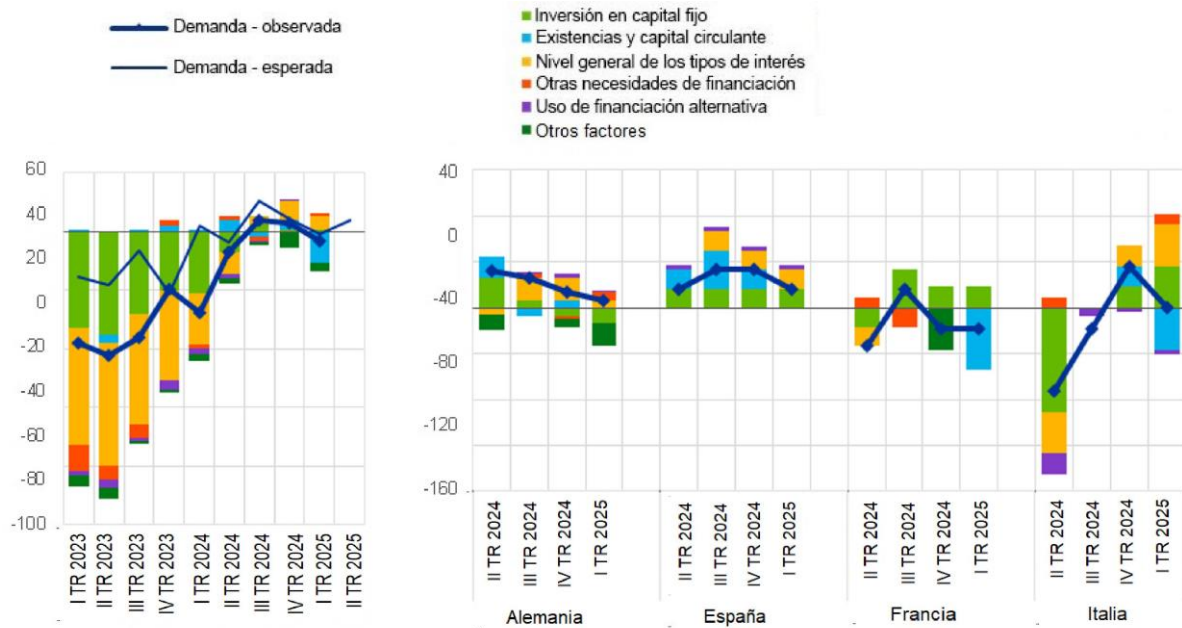 Demanda - observada
Demanda - esperada
Inversión en capital fijo
Existencias y capital circulante
Nivel general de los tipos de interés
Otras necesidades de financiación
Uso de financiación alternativa
Otros factores
60
40
20
0
-20
-40
-60
-80
-100
I TR 2023
II TR 2023
III TR 2023
IV TR 2023
I TR 2024
II TR 2024
III TR 2024
IV TR 2024
I TR 2025
II TR 2025
40
0
-40
-80
-120
-160
II TR 2024
III TR 2024
IV TR 2024
I TR 2025
II TR 2024
III TR 2024
IV TR 2024
I TR 2025
II TR 2024
III TR 2024
IV TR 2024
I TR 2025
II TR 2024
III TR 2024
IV TR 2024
I TR 2025
Alemania
España
Francia
Italia